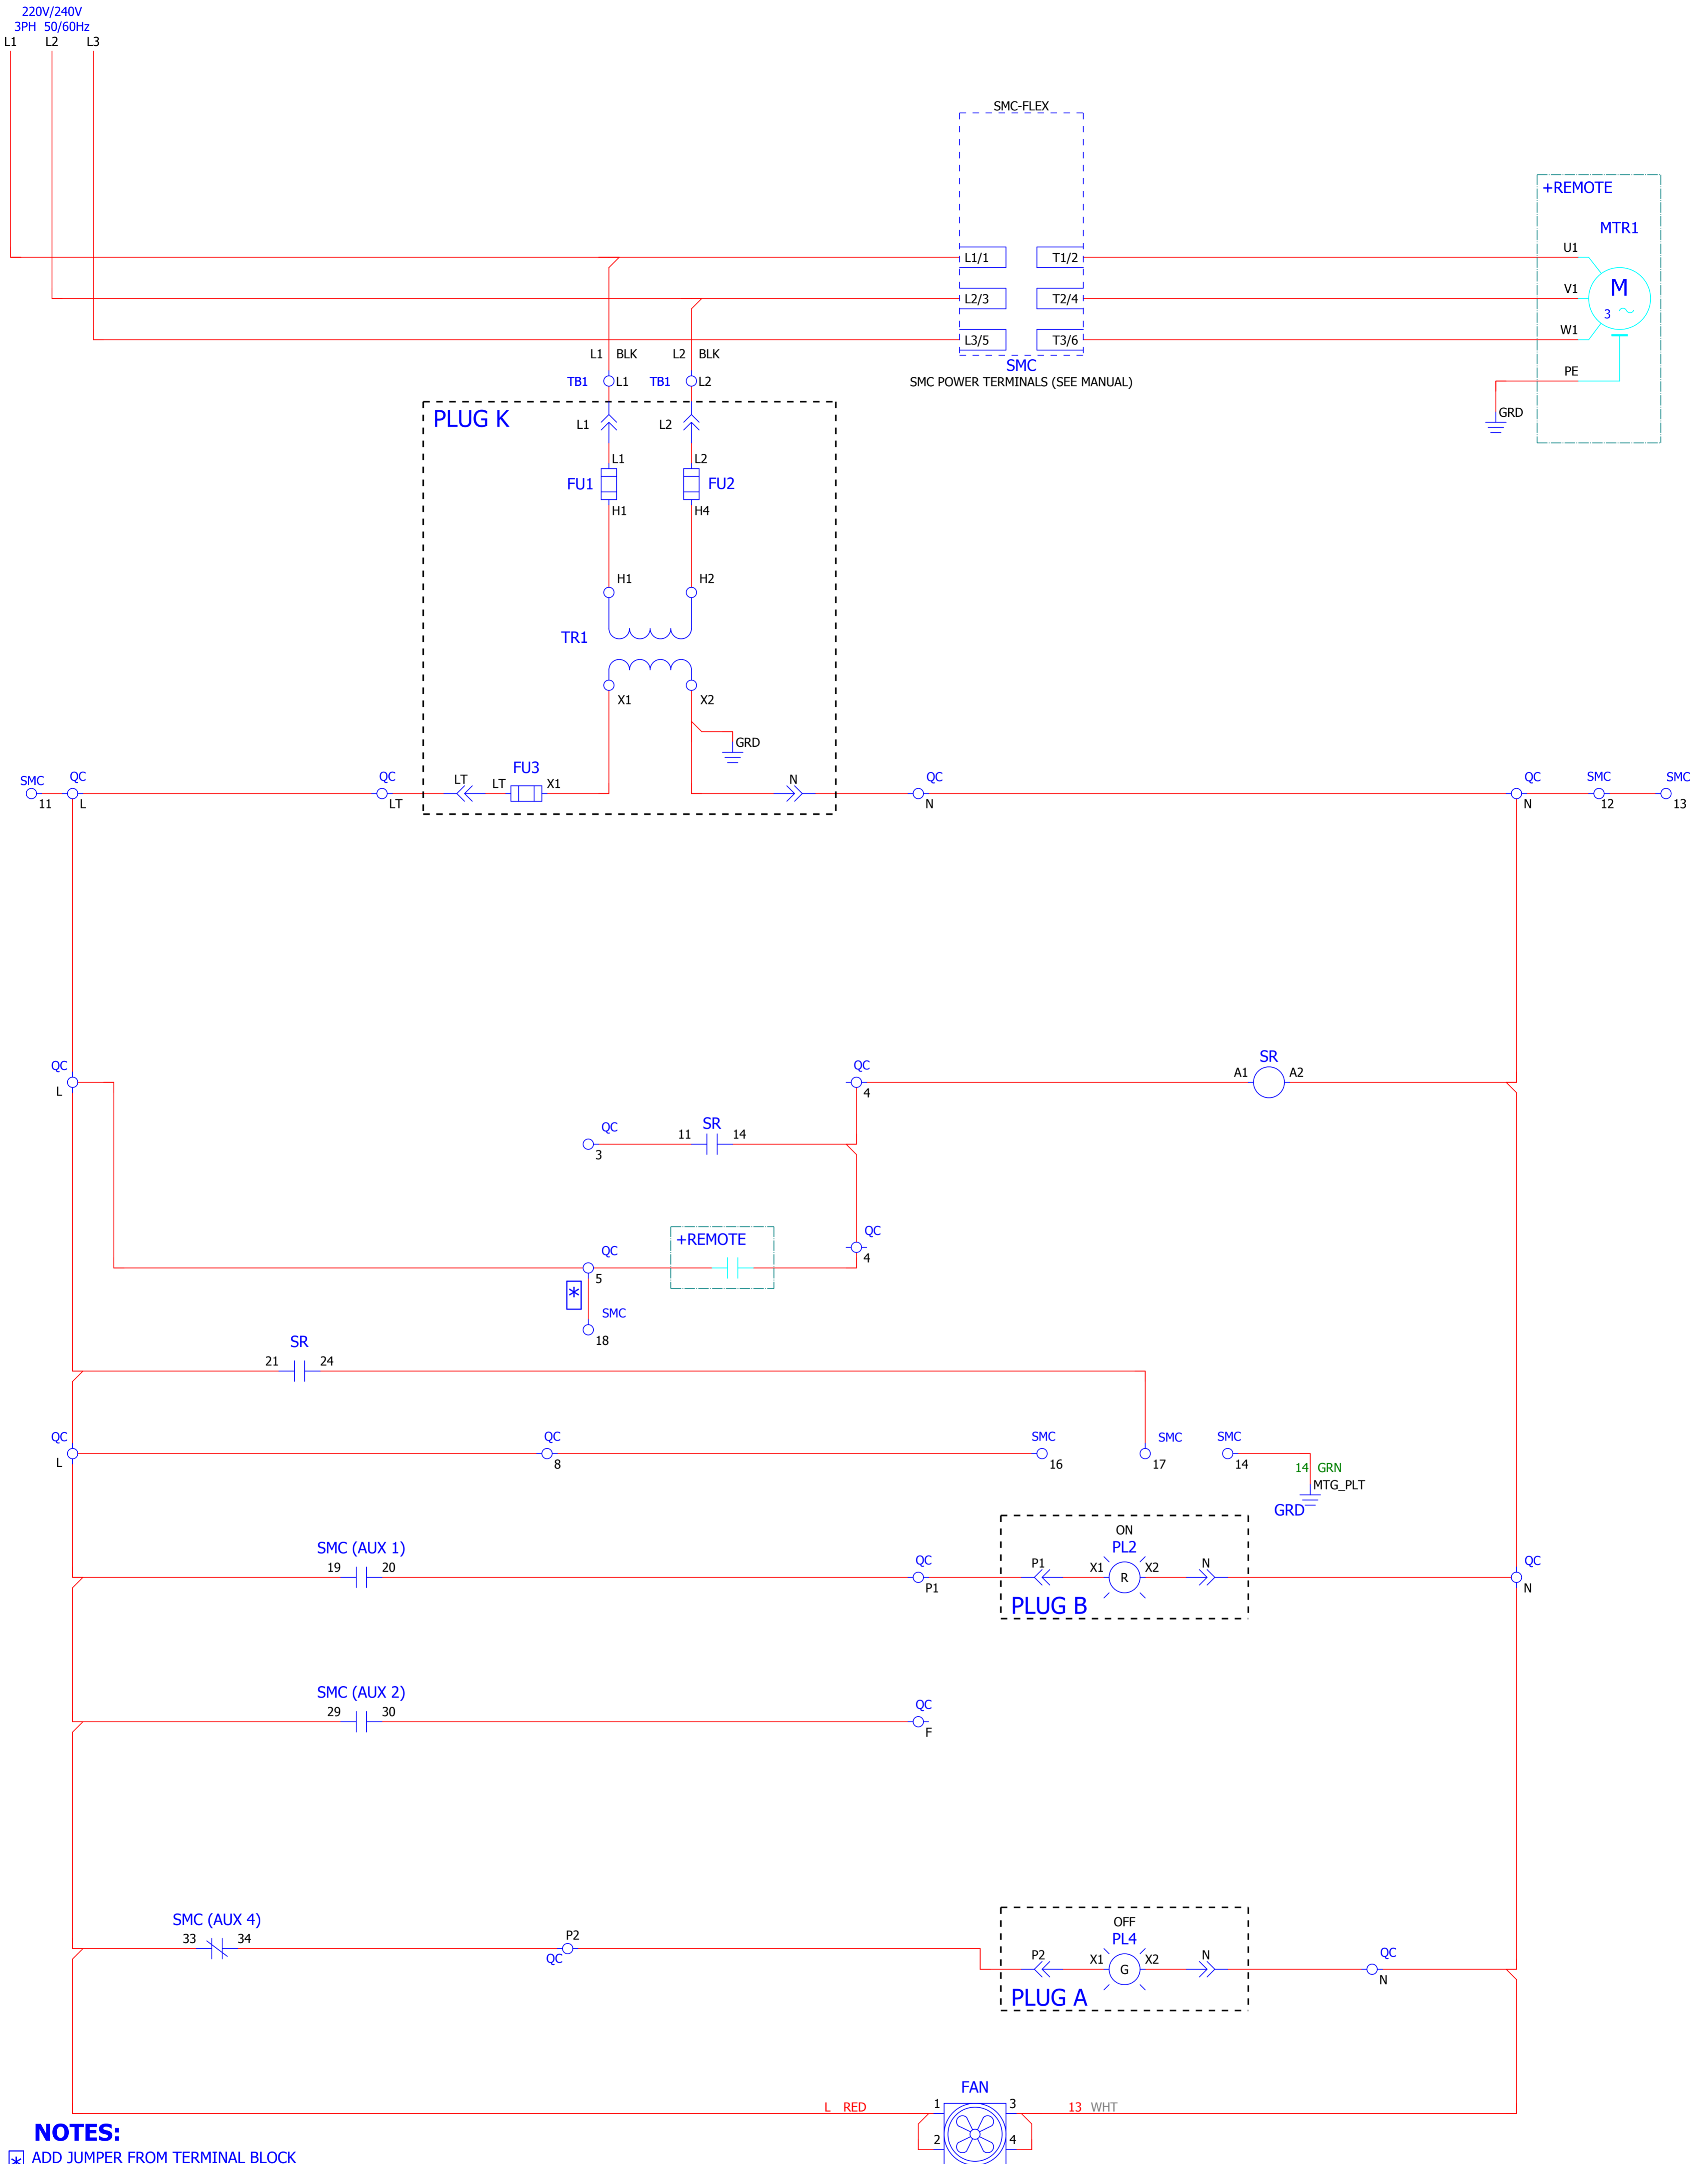 220V/240V
3PH 50/60Hz
L1 L2 L3
SMC-FLEX
+REMOTE
MTR1
L1/1 T1/2 U1
L2/3 T2/4 V1 M
3
L3/5 T3/6 W1
L1 BLK L2 BLK
SMC
SMC POWER TERMINALS (SEE MANUAL)
TB1 L1 TB1 L2
PE
GRD
PLUG K
L1 L2
L1 L2
FU1 FU2
H1 H4
H1 H2
TR1
X1 X2
GRD
SMC QC QC LT LT FU3 X1 N QC QC SMC SMC
11 L LT N N 12 13
QC QC SR
L 4 A1 A2
QC 11 SR 14
3
+REMOTE QC
QC 4
5
* SMC
18
SR
21 24
QC QC SMC SMC SMC
L 8 16 17 14
14 GRN
MTG_PLT
GRD
ON
SMC (AUX 1) QC PL2 QC
19 20 P1 P1 X1 R X2 N N
PLUG B
SMC (AUX 2) QC
29 30 F
OFF
SMC (AUX 4) P2 PL4
33 34 QC P2 X1 G X2 N QC
N
PLUG A
FAN
L RED 1 3 13 WHT
2 4
NOTES:
* ADD JUMPER FROM TERMINAL BLOCK